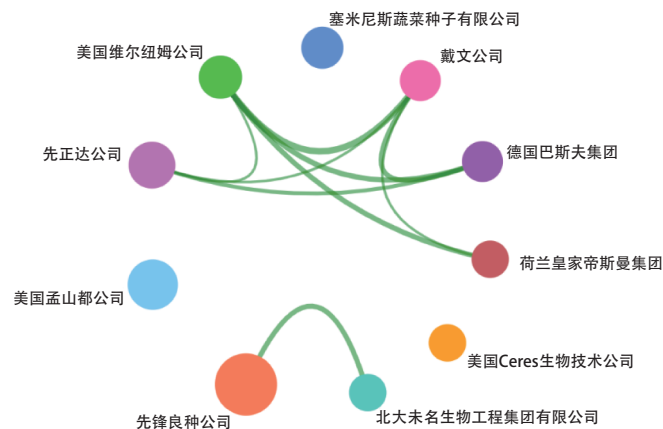 塞米尼斯蔬菜种子有限公司
美国维尔纽姆公司
戴文公司
先正达公司
德国巴斯夫集团
荷兰皇家帝斯曼集团
美国孟山都公司
美国Ceres生物技术公司
先锋良种公司
北大未名生物工程集团有限公司